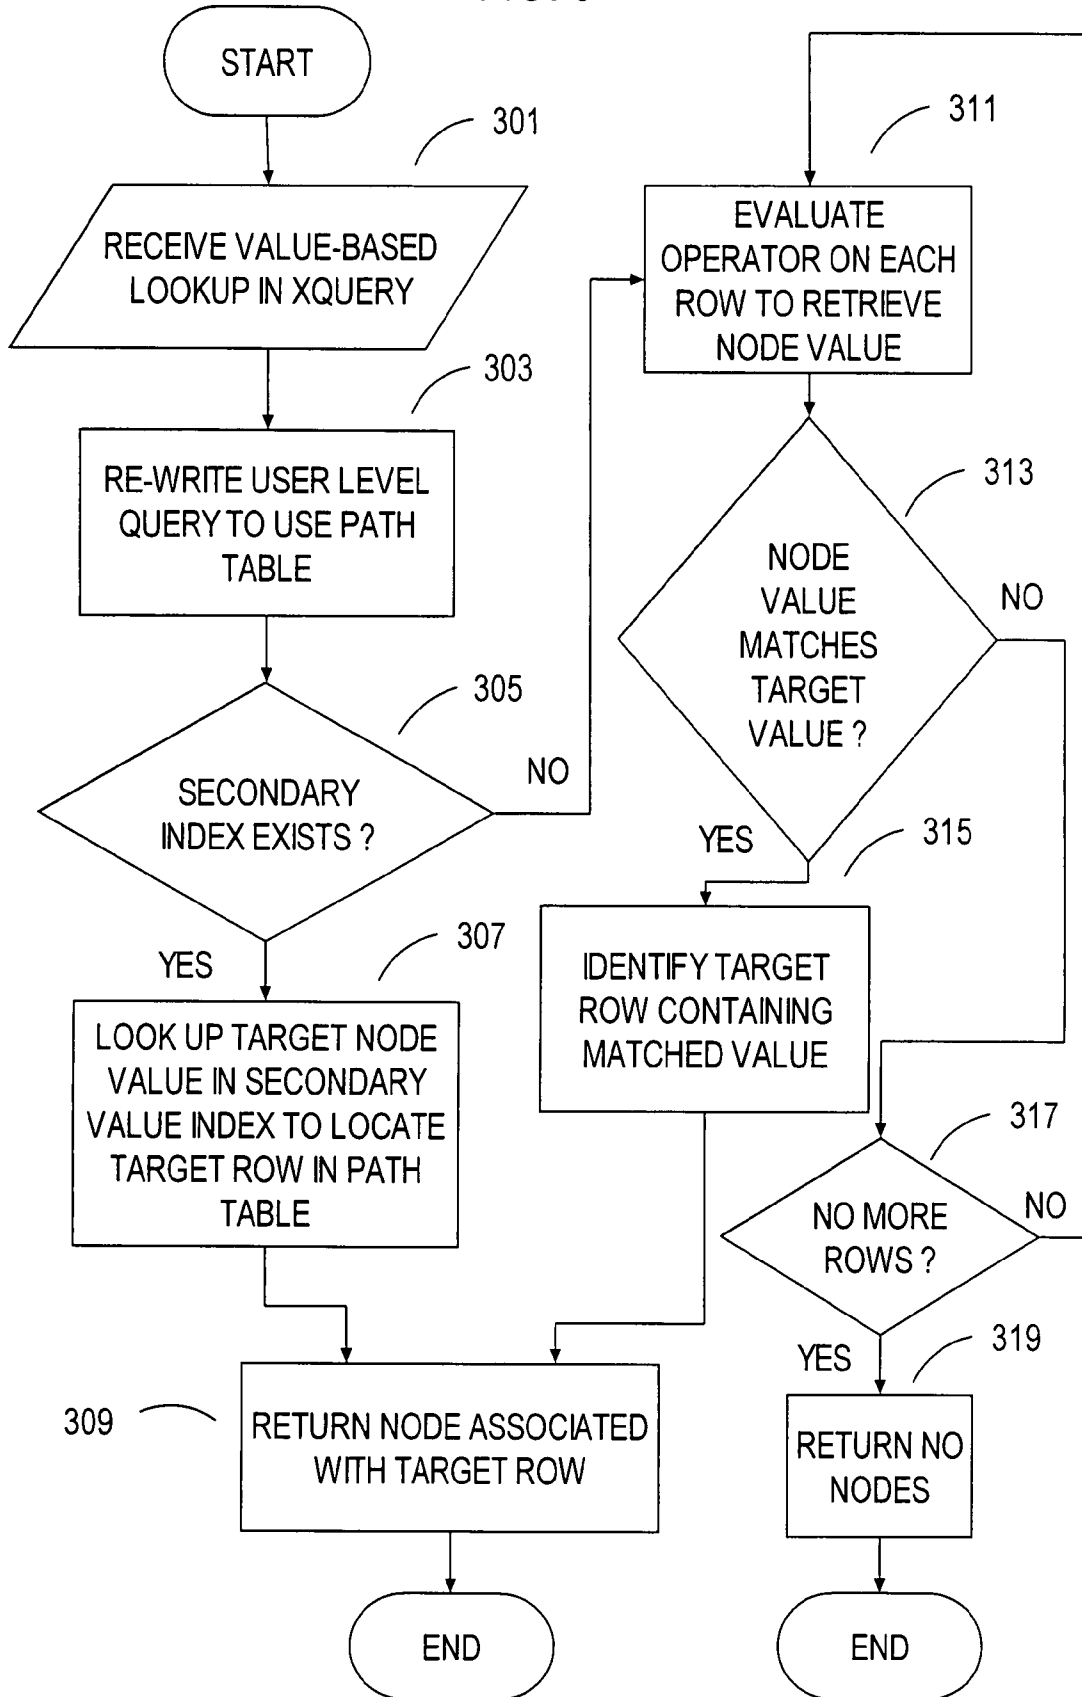 START
301
RECEIVE VALUE-BASED
LOOKUP IN XQUERY
303
RE-WRITE USER LEVEL
QUERY TO USE PATH
TABLE
305
SECONDARY
INDEX EXISTS ?
NO
YES
307
LOOK UP TARGET NODE
VALUE IN SECONDARY
VALUE INDEX TO LOCATE
TARGET ROW IN PATH
TABLE
309
RETURN NODE ASSOCIATED
WITH TARGET ROW
END
311
EVALUATE
OPERATOR ON EACH
ROW TO RETRIEVE
NODE VALUE
313
NODE
VALUE
MATCHES
TARGET
VALUE ?
NO
YES
315
IDENTIFY TARGET
ROW CONTAINING
MATCHED VALUE
317
NO MORE
ROWS ?
NO
YES
319
RETURN NO
NODES
END